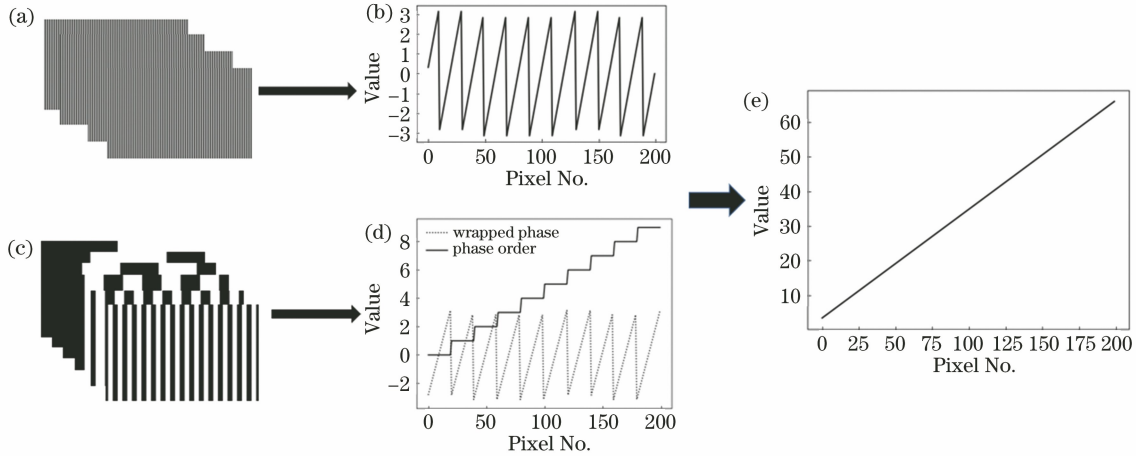 (a)
(b)
Value
3
2
1
0
−1
−2
−3
0
50
100
150
200
Pixel No.
(c)
(d)
wrapped phase
phase order
Value
8
6
4
2
0
−2
0
50
100
150
200
Pixel No.
(e)
Value
60
50
40
30
20
10
0
25
50
75
100
125
150
175
200
Pixel No.